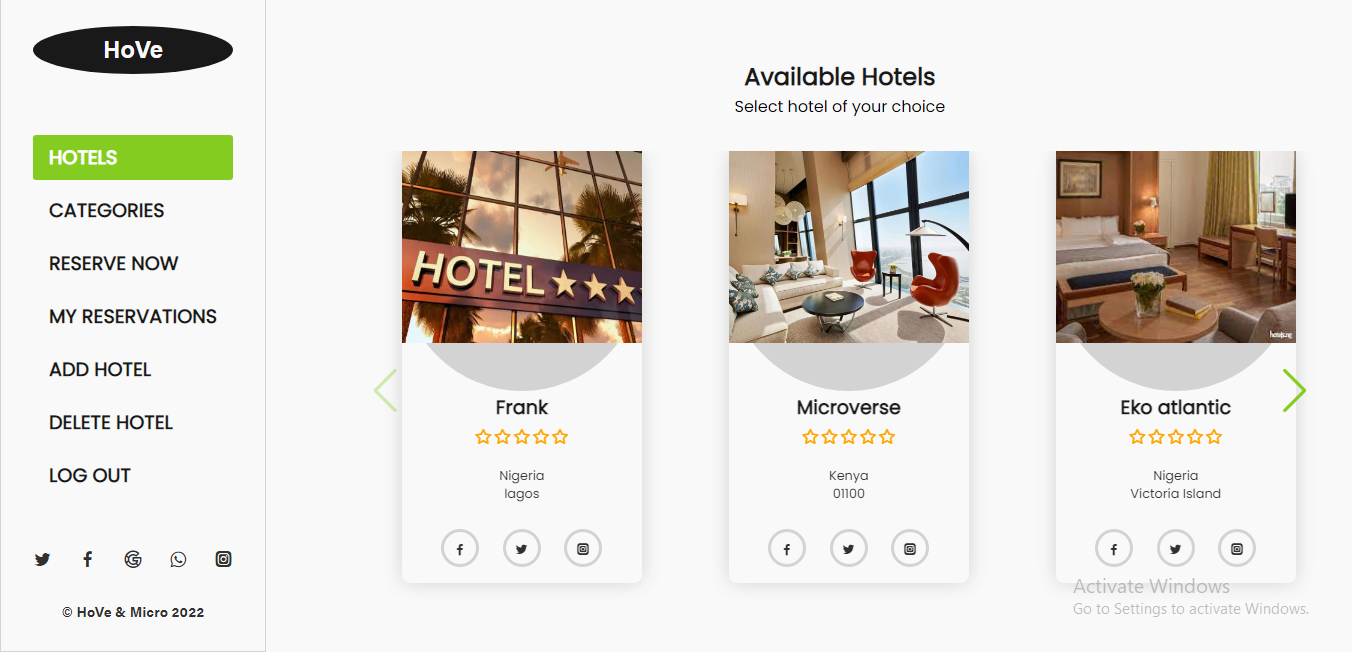 HoVe
HOTELS
CATEGORIES
RESERVE NOW
MY RESERVATIONS
ADD HOTEL
DELETE HOTEL
LOG OUT
© HoVe & Micro 2022
Available Hotels
Select hotel of your choice
HOTEL
Frank
Nigeria
lagos
Microverse
Kenya
01100
Eko atlantic
Nigeria
Victoria Island
Activate Windows
Go to Settings to activate Windows.